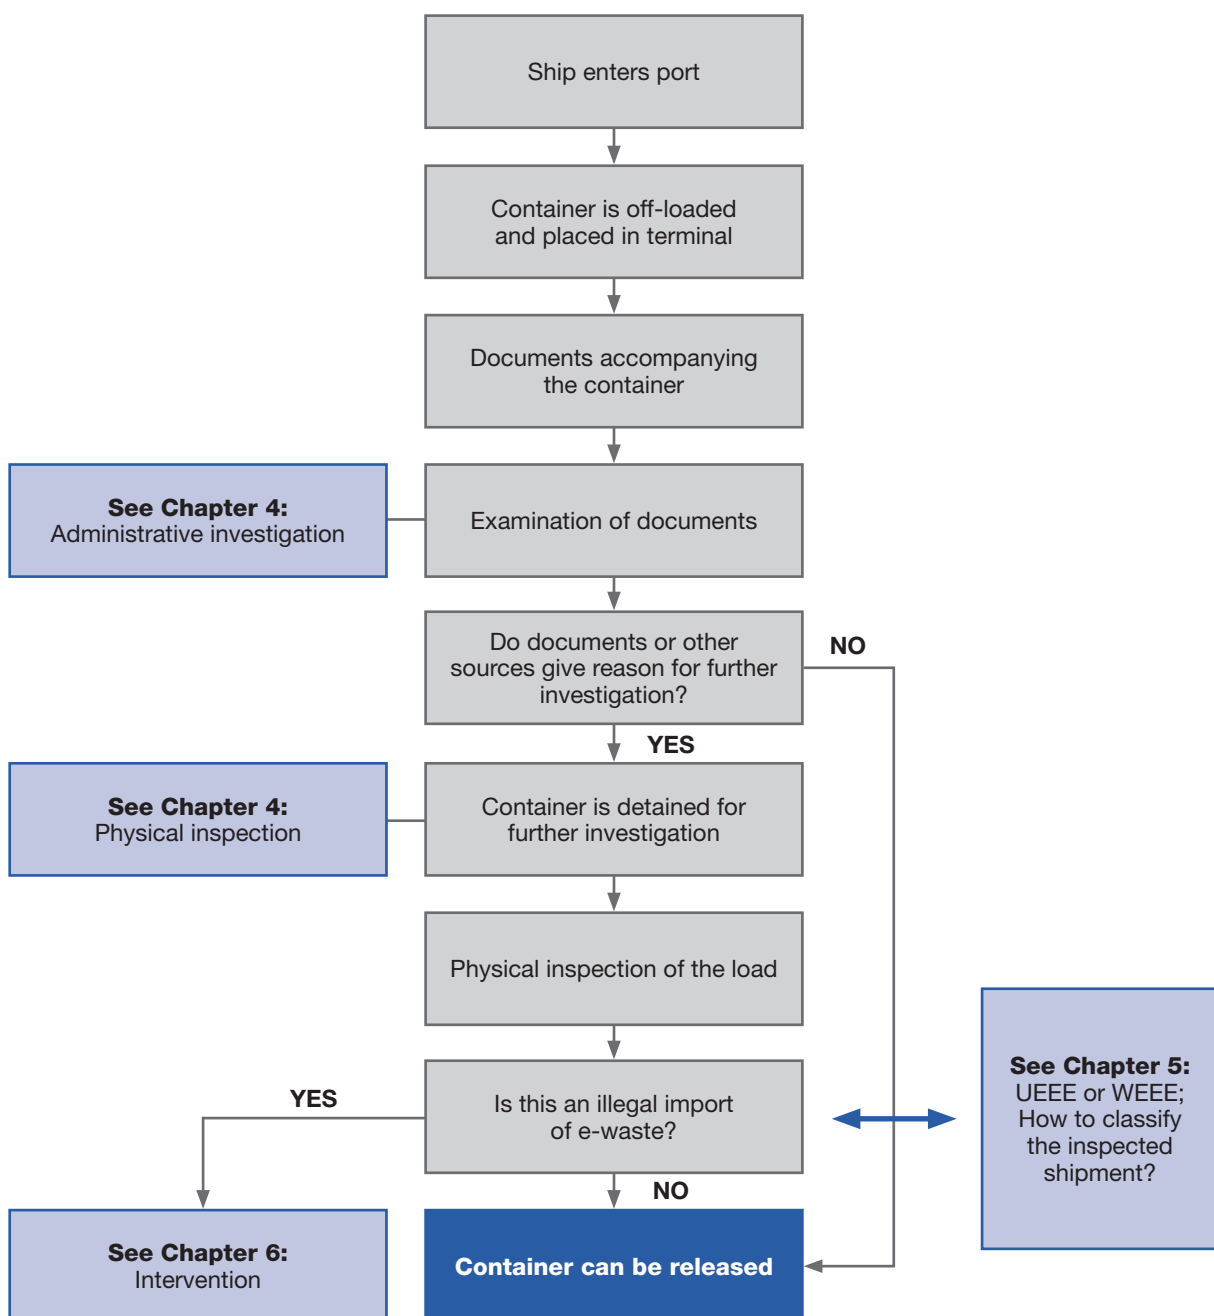 Ship enters port
Container is off-loaded
and placed in terminal
Documents accompanying
the container
See Chapter 4:
Administrative investigation
Examination of documents
Do documents or other
sources give reason for further
investigation?
NO
YES
See Chapter 4:
Physical inspection
Container is detained for
further investigation
Physical inspection of the load
YES
Is this an illegal import
of e-waste?
See Chapter 5:
UEEE or WEEE;
How to classify
the inspected
shipment?
NO
See Chapter 6:
Intervention
Container can be released